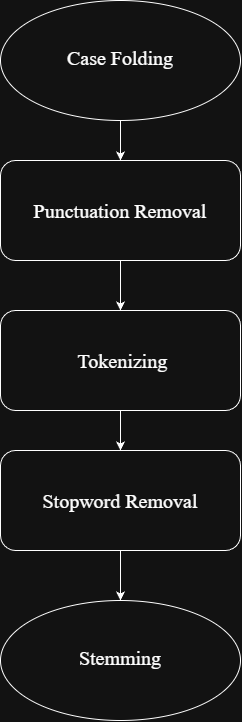 Case Folding
Punctuation Removal
Tokenizing
Stopword Removal
Stemming